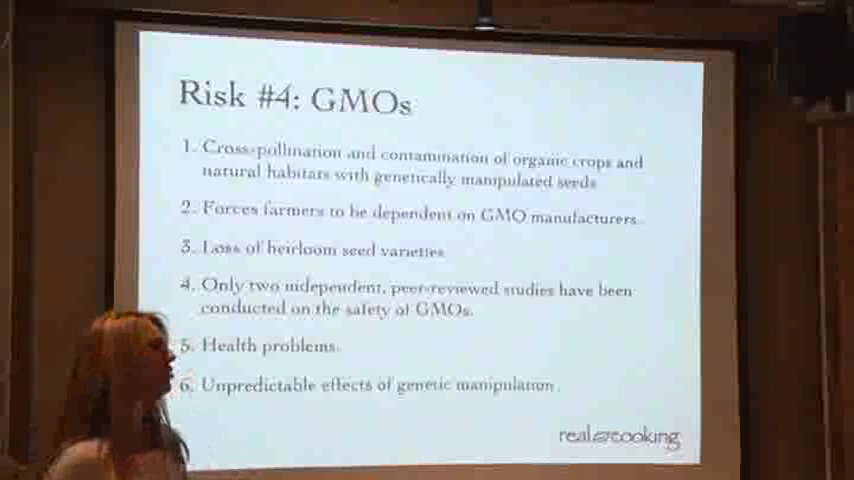 Risk #4: GMOs
1. Cross-pollination and contamination of organic crops and
natural habitats with genetically manipulated seeds
2. Forces farmers to be dependent on GMO manufacturers.
3. Loss of heirloom seed varieties
4. Only two independent, peer-reviewed studies have been
conducted on the safety of GMOs.
5. Health problems.
6. Unpredictable effects of genetic manipulation.
real cooking